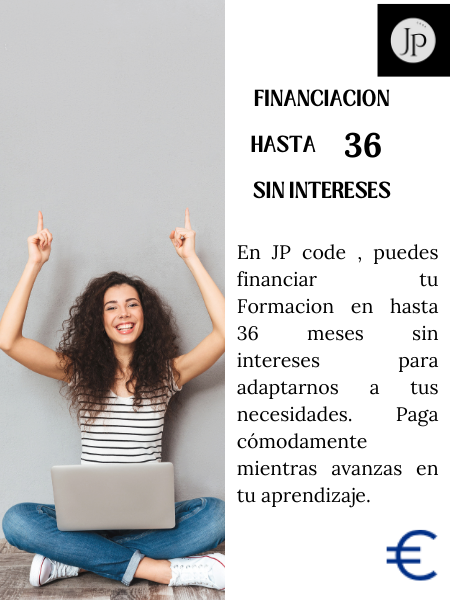 JP
FINANCIACION
HASTA 36
SIN INTERESES
En JP code , puedes
financiar tu
Formacion en hasta
36 meses sin
intereses para
adaptarnos a tus
necesidades. Paga
cómodamente
mientras avanzas en
tu aprendizaje.
€